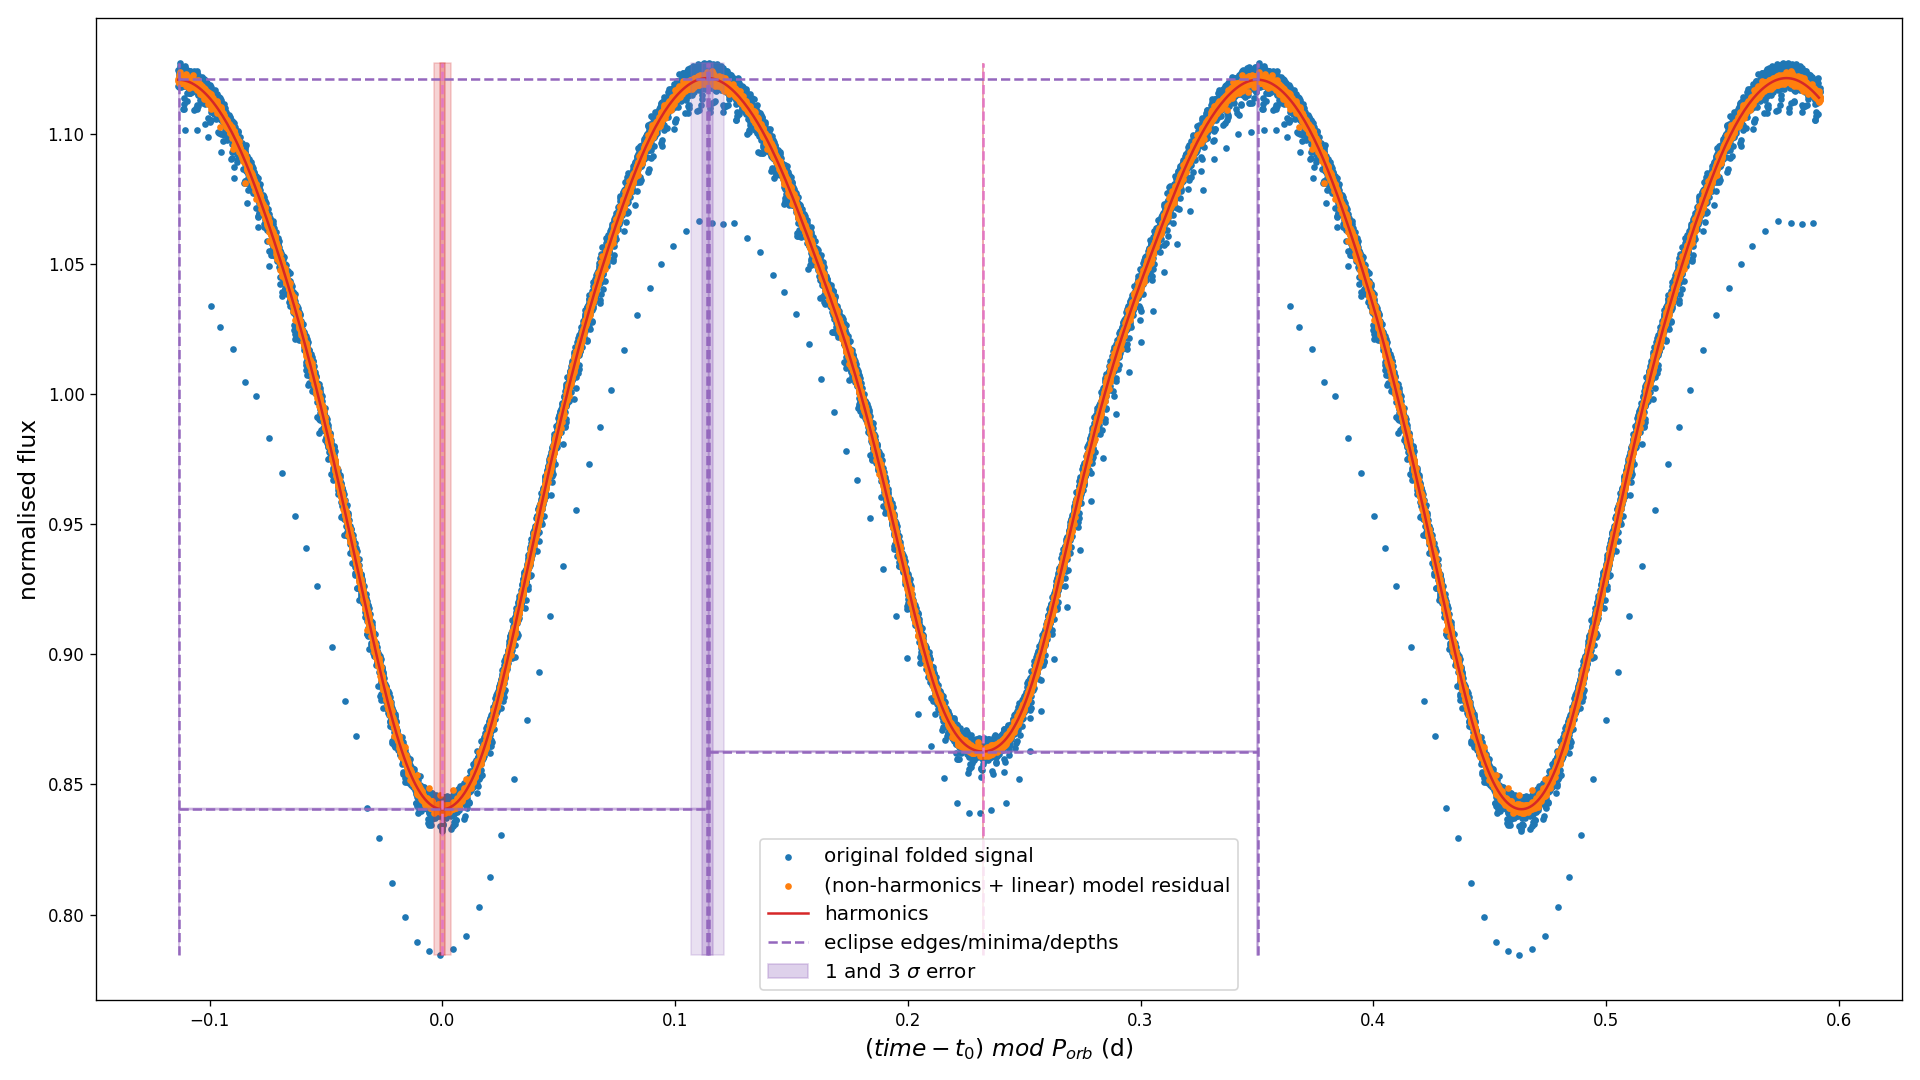 normalised flux
1.10
1.05
1.00
0.95
0.90
0.85
0.80
original folded signal
(non-harmonics + linear) model residual
harmonics
eclipse edges/minima/depths
1 and 3 σ error
−0.1 0.0 0.1 0.2 0.3 0.4 0.5 0.6
(time − t₀) mod Pₒᵣb (d)